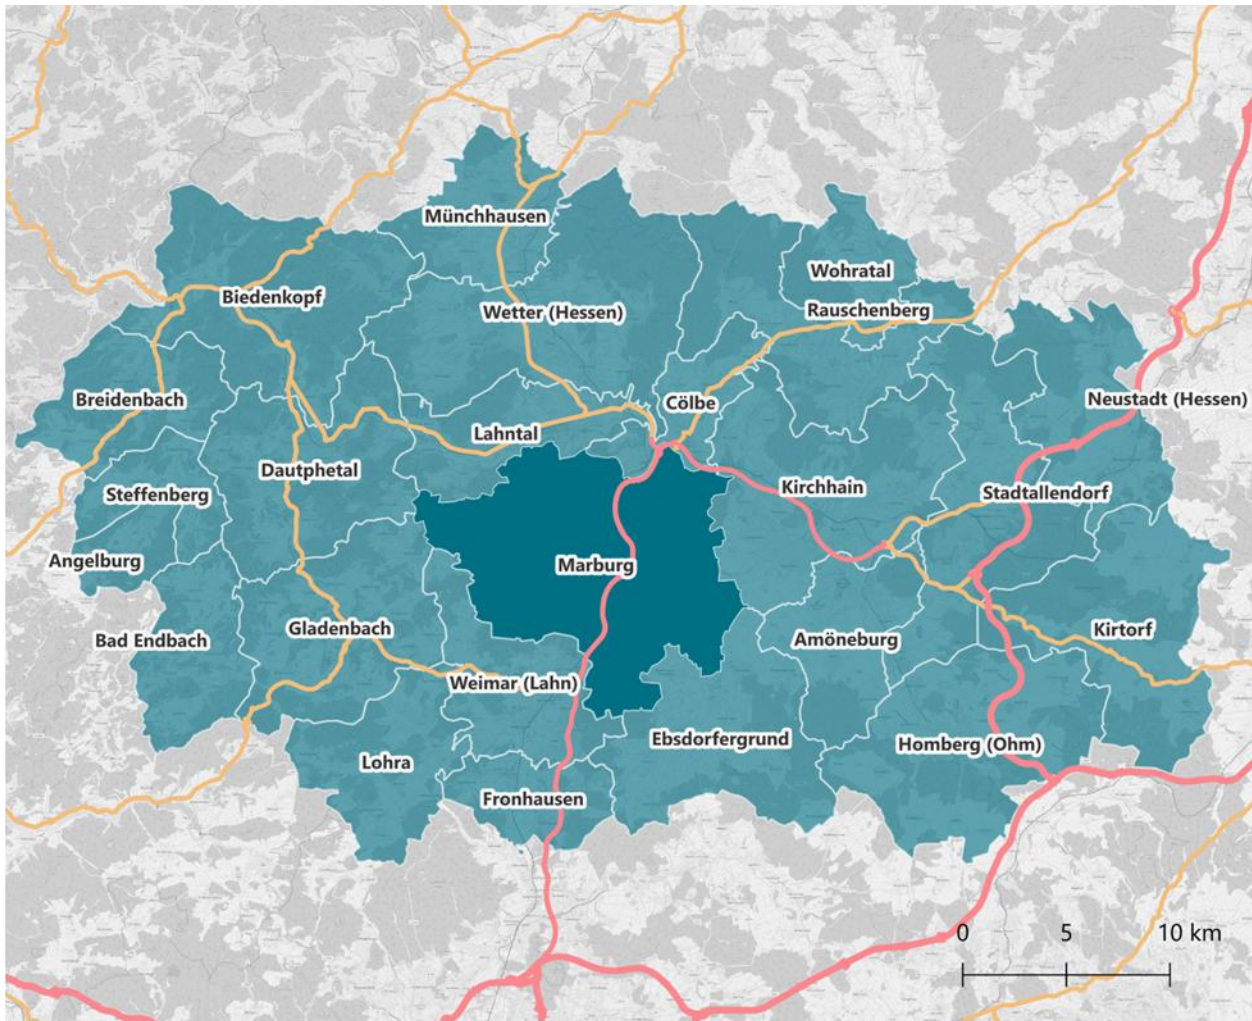 Münchhausen
Wohratal
Biedenkopf
Wetter (Hessen)
Rauschenberg
Breidenbach
Cölbe
Neustadt (Hessen)
Lahntal
Dautphetal
Steffenberg
Kirchhain
Stadtallendorf
Angelburg
Marburg
Bad Endbach
Gladenbach
Amöneburg
Kirtorf
Weimar (Lahn)
Ebsdorfergrund
Homberg (Ohm)
Lohra
Fronhausen
0 5 10 km